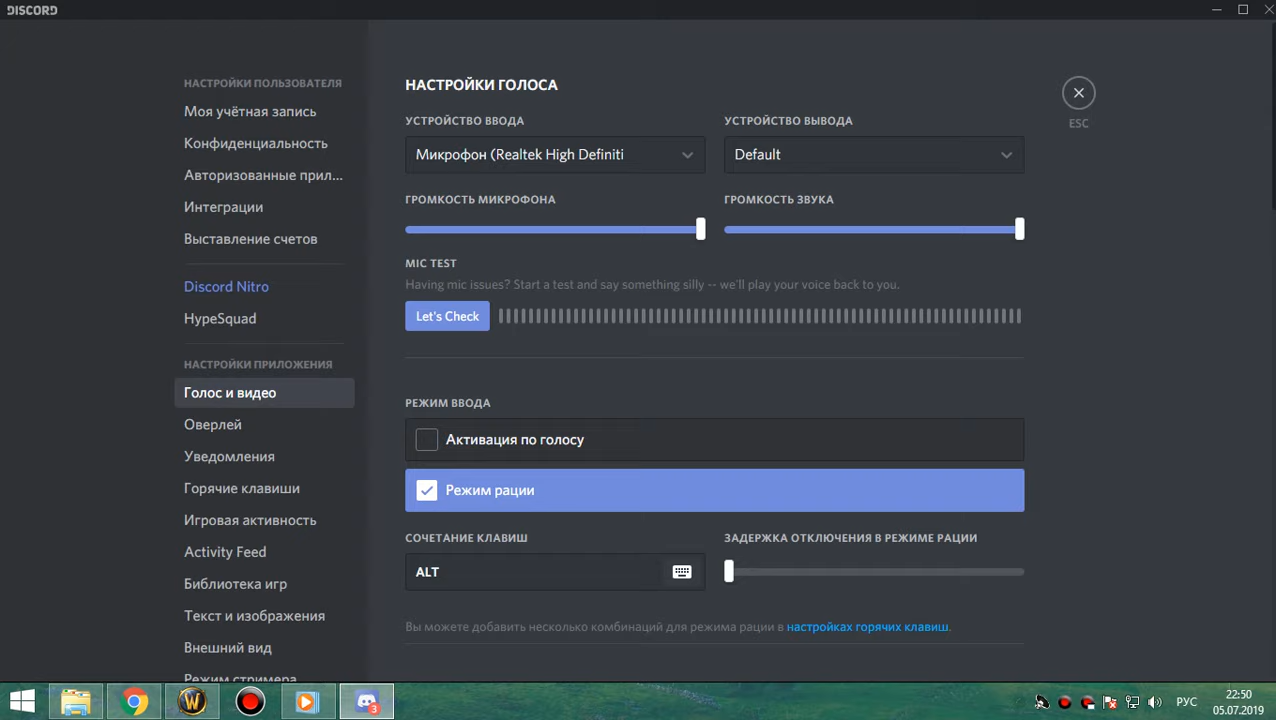 DISCORD
НАСТРОЙКИ ПОЛЬЗОВАТЕЛЯ
Моя учётная запись
Конфиденциальность
Авторизованные прил...
Интеграции
Выставление счетов
Discord Nitro
HypeSquad
НАСТРОЙКИ ПРИЛОЖЕНИЯ
Голос и видео
Оверлей
Уведомления
Горячие клавиши
Игровая активность
Activity Feed
Библиотека игр
Текст и изображения
Внешний вид
Режим стримера
НАСТРОЙКИ ГОЛОСА
УСТРОЙСТВО ВВОДА
Микрофон (Realtek High Definiti
УСТРОЙСТВО ВЫВОДА
Default
ГРОМКОСТЬ МИКРОФОНА
ГРОМКОСТЬ ЗВУКА
MIC TEST
Having mic issues? Start a test and say something silly -- we'll play your voice back to you.
Let's Check
РЕЖИМ ВВОДА
Активация по голосу
Режим рации
СОЧЕТАНИЕ КЛАВИШ
ALT
ЗАДЕРЖКА ОТКЛЮЧЕНИЯ В РЕЖИМЕ РАЦИИ
Вы можете добавить несколько комбинаций для режима рации в настройках горячих клавиш.
ESC
3
РУС
22:50
05.07.2019